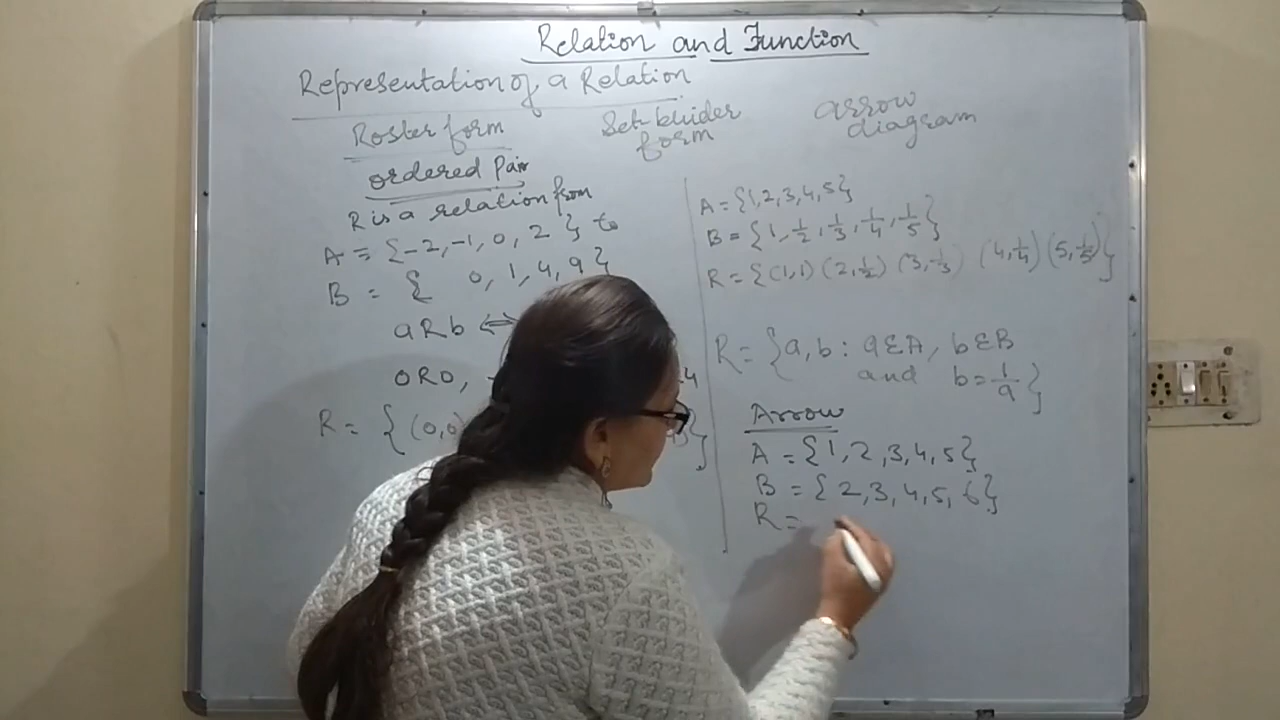 Relation and Function
Representation of a Relation
Roster form
Set-bluider form
arrow diagram
ordered Pair
R is a relation from
A = {-2, -1, 0, 2 } to
B = { 0, 1, 4, 9 }
aRb ⟺
0R0,
R = { (0,0)
A = {1, 2, 3, 4, 5}
B = {1, 1/2, 1/3, 1/4, 1/5}
R = {(1,1) (2,1/2) (3,1/3) (4,1/4) (5,1/5)}
R = {a, b : a∈A, b∈B
and b = 1/a }
Arrow
A = {1, 2, 3, 4, 5}
B = { 2, 3, 4, 5, 6}
R =